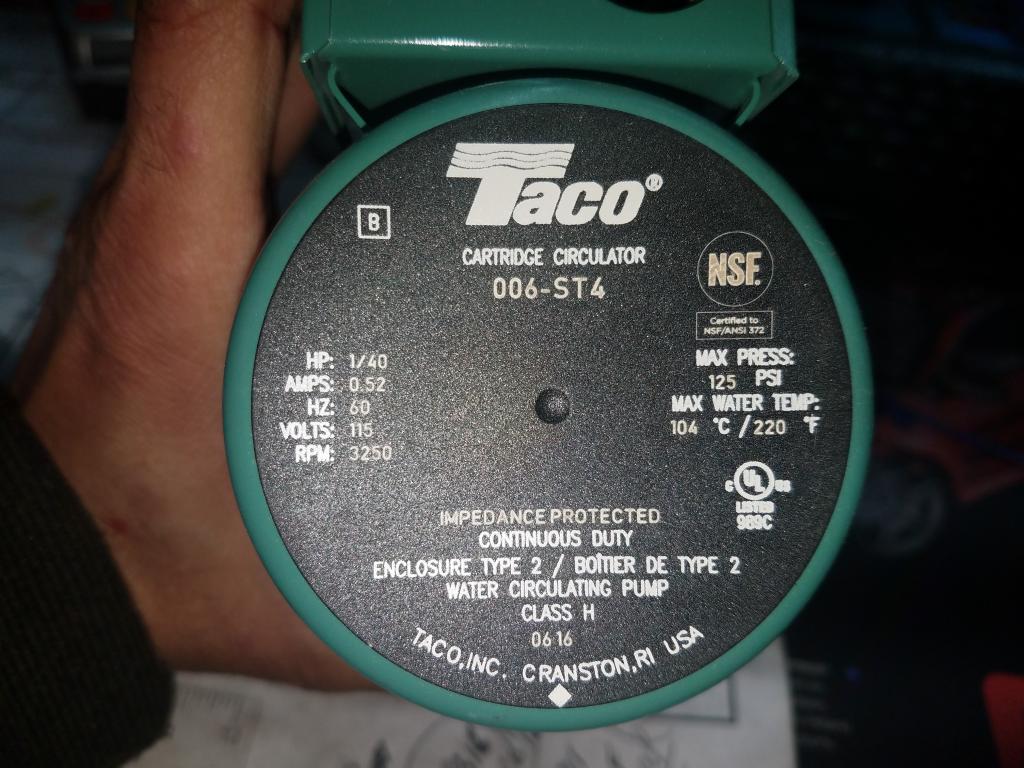 Taco®
B
CARTRIDGE CIRCULATOR
006-ST4
NSF.
Certified to
NSF/ANSI 372
HP: 1/40
AMPS: 0.52
HZ: 60
VOLTS: 115
RPM: 3250
MAX PRESS:
125 PSI
MAX WATER TEMP:
104 °C / 220 °F
C UL US
LISTED
989C
IMPEDANCE PROTECTED
CONTINUOUS DUTY
ENCLOSURE TYPE 2 / BOÎTIER DE TYPE 2
WATER CIRCULATING PUMP
CLASS H
0616
TACO, INC. CRANSTON, RI USA